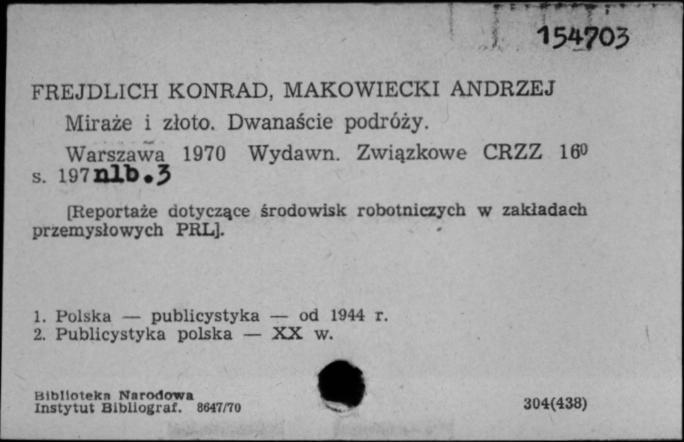 154703
FREJDLICH KONRAD, MAKOWIECKI ANDRZEJ
Miraże i złoto. Dwanaście podróży.
Warszawa 1970 Wydawn. Związkowe CRZZ 16⁰
s. 197 nlb. 3
[Reportaże dotyczące środowisk robotniczych w zakładach
przemysłowych PRL].
1. Polska — publicystyka — od 1944 r.
2. Publicystyka polska — XX w.
Biblioteka Narodowa
Instytut Bibliograf. 8647/70
304(438)